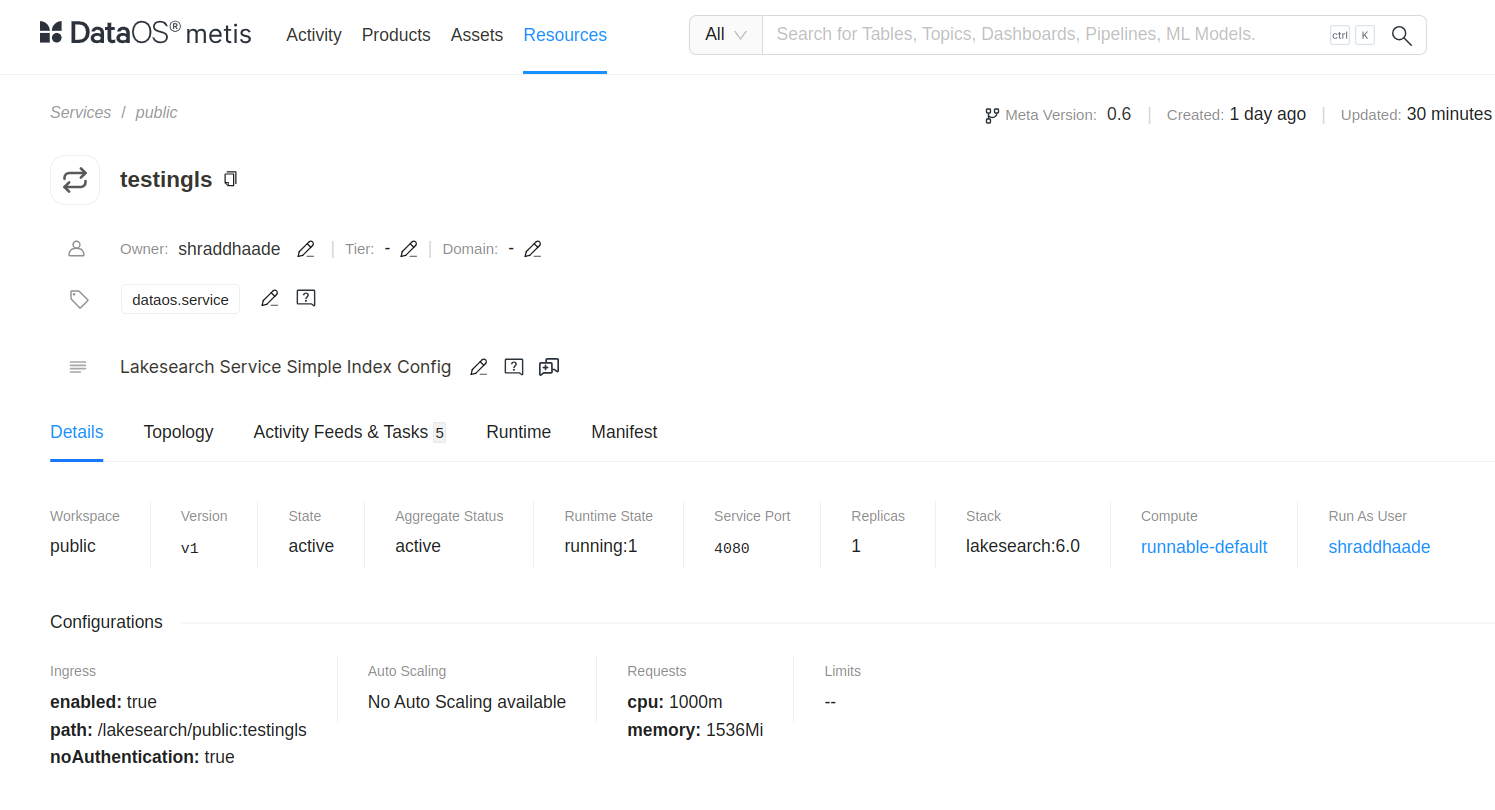 DataOS® metis Activity Products Assets Resources All Search for Tables, Topics, Dashboards, Pipelines, ML Models. ctrl K
Services / public Meta Version: 0.6 | Created: 1 day ago | Updated: 30 minutes
testingls
Owner: shraddhaade | Tier: - | Domain: -
dataos.service ?
Lakesearch Service Simple Index Config ?
Details Topology Activity Feeds & Tasks 5 Runtime Manifest
Workspace Version State Aggregate Status Runtime State Service Port Replicas Stack Compute Run As User
public v1 active active running:1 4080 1 lakesearch:6.0 runnable-default shraddhaade
Configurations
Ingress Auto Scaling Requests Limits
enabled: true No Auto Scaling available cpu: 1000m --
path: /lakesearch/public:testingls memory: 1536Mi
noAuthentication: true